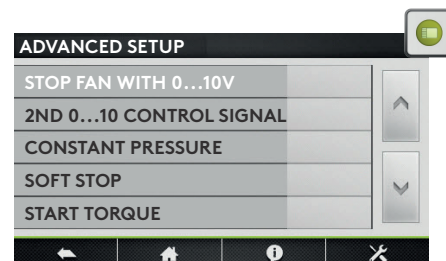 ADVANCED SETUP
STOP FAN WITH 0...10V
2ND 0...10 CONTROL SIGNAL
CONSTANT PRESSURE
SOFT STOP
START TORQUE